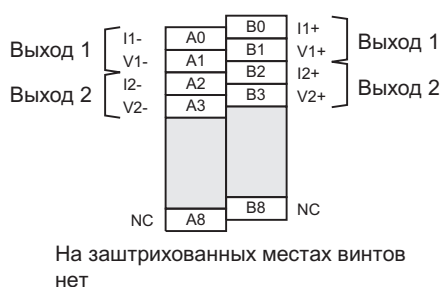 B0 I1+
I1- A0
Выход 1 B1 V1+ Выход 1
V1- A1
B2 I2+
I2- A2
Выход 2 B3 V2+ Выход 2
V2- A3
B8 NC
NC A8
На заштрихованных местах винтов
нет